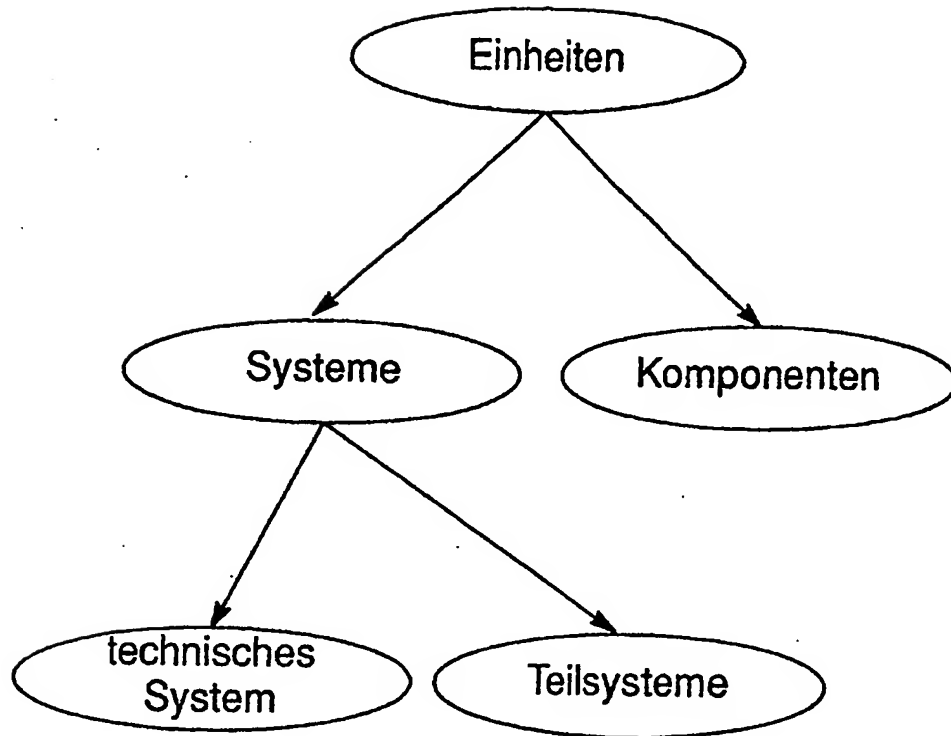 Einheiten
Systeme
Komponenten
technisches
System
Teilsysteme